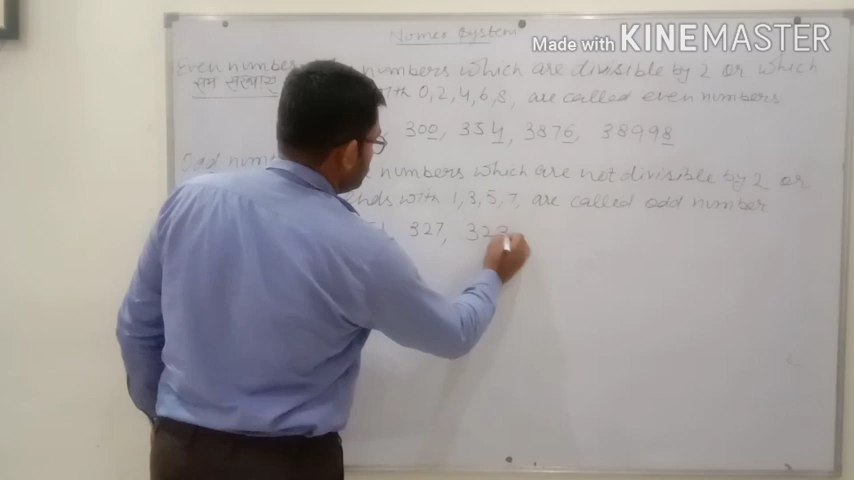 Numer System
Made with KINEMASTER
Even number numbers which are divisible by 2 or which
सम संख्याए with 0, 2, 4, 6, 8, are called even numbers
300, 354, 3876, 38998
Odd num numbers which are not divisible by 2 or
ends with 1, 3, 5, 7, are called odd number
327, 323